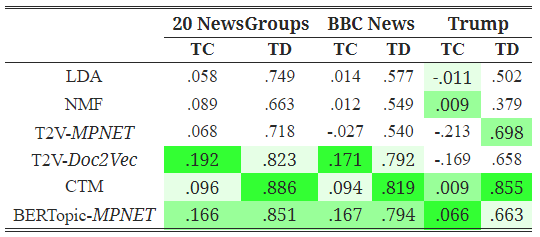 20 NewsGroups BBC News Trump
TC TD TC TD TC TD
LDA .058 .749 .014 .577 -.011 .502
NMF .089 .663 .012 .549 .009 .379
T2V-MPNET .068 .718 -.027 .540 -.213 .698
T2V-Doc2Vec .192 .823 .171 .792 -.169 .658
CTM .096 .886 .094 .819 .009 .855
BERTopic-MPNET .166 .851 .167 .794 .066 .663